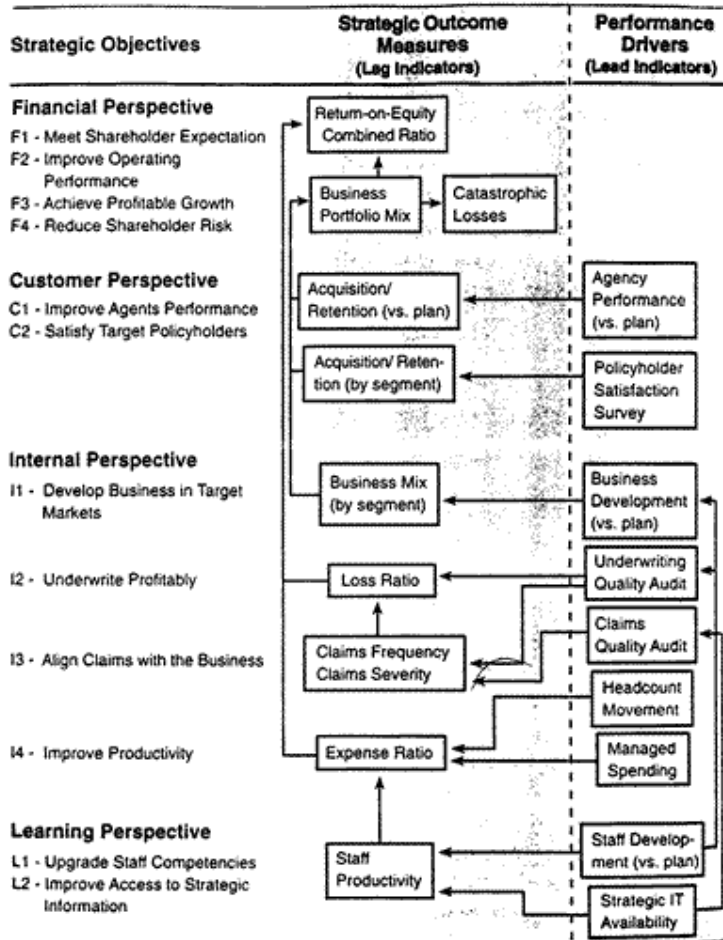 Strategic Objectives
Strategic Outcome
Measures
(Lag Indicators)
Performance
Drivers
(Lead Indicators)
Financial Perspective
F1 - Meet Shareholder Expectation
F2 - Improve Operating
Performance
F3 - Achieve Profitable Growth
F4 - Reduce Shareholder Risk
Return-on-Equity
Combined Ratio
Business
Portfolio Mix
Catastrophic
Losses
Customer Perspective
C1 - Improve Agents Performance
C2 - Satisfy Target Policyholders
Acquisition/
Retention (vs. plan)
Agency
Performance
(vs. plan)
Acquisition/ Reten-
tion (by segment)
Policyholder
Satisfaction
Survey
Internal Perspective
I1 - Develop Business in Target
Markets
Business Mix
(by segment)
Business
Development
(vs. plan)
I2 - Underwrite Profitably
Loss Ratio
Underwriting
Quality Audit
I3 - Align Claims with the Business
Claims Frequency
Claims Severity
Claims
Quality Audit
Headcount
Movement
I4 - Improve Productivity
Expense Ratio
Managed
Spending
Learning Perspective
L1 - Upgrade Staff Competencies
L2 - Improve Access to Strategic
Information
Staff
Productivity
Staff Develop-
ment (vs. plan)
Strategic IT
Availability